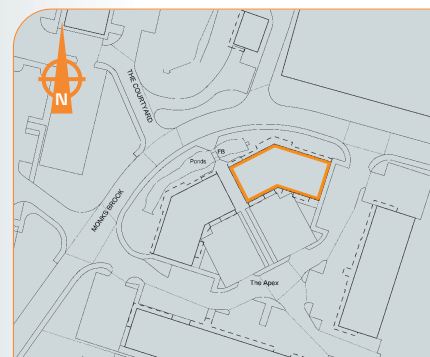 N
THE COURTYARD
FB
Ponds
MONKS BROOK
The Apex